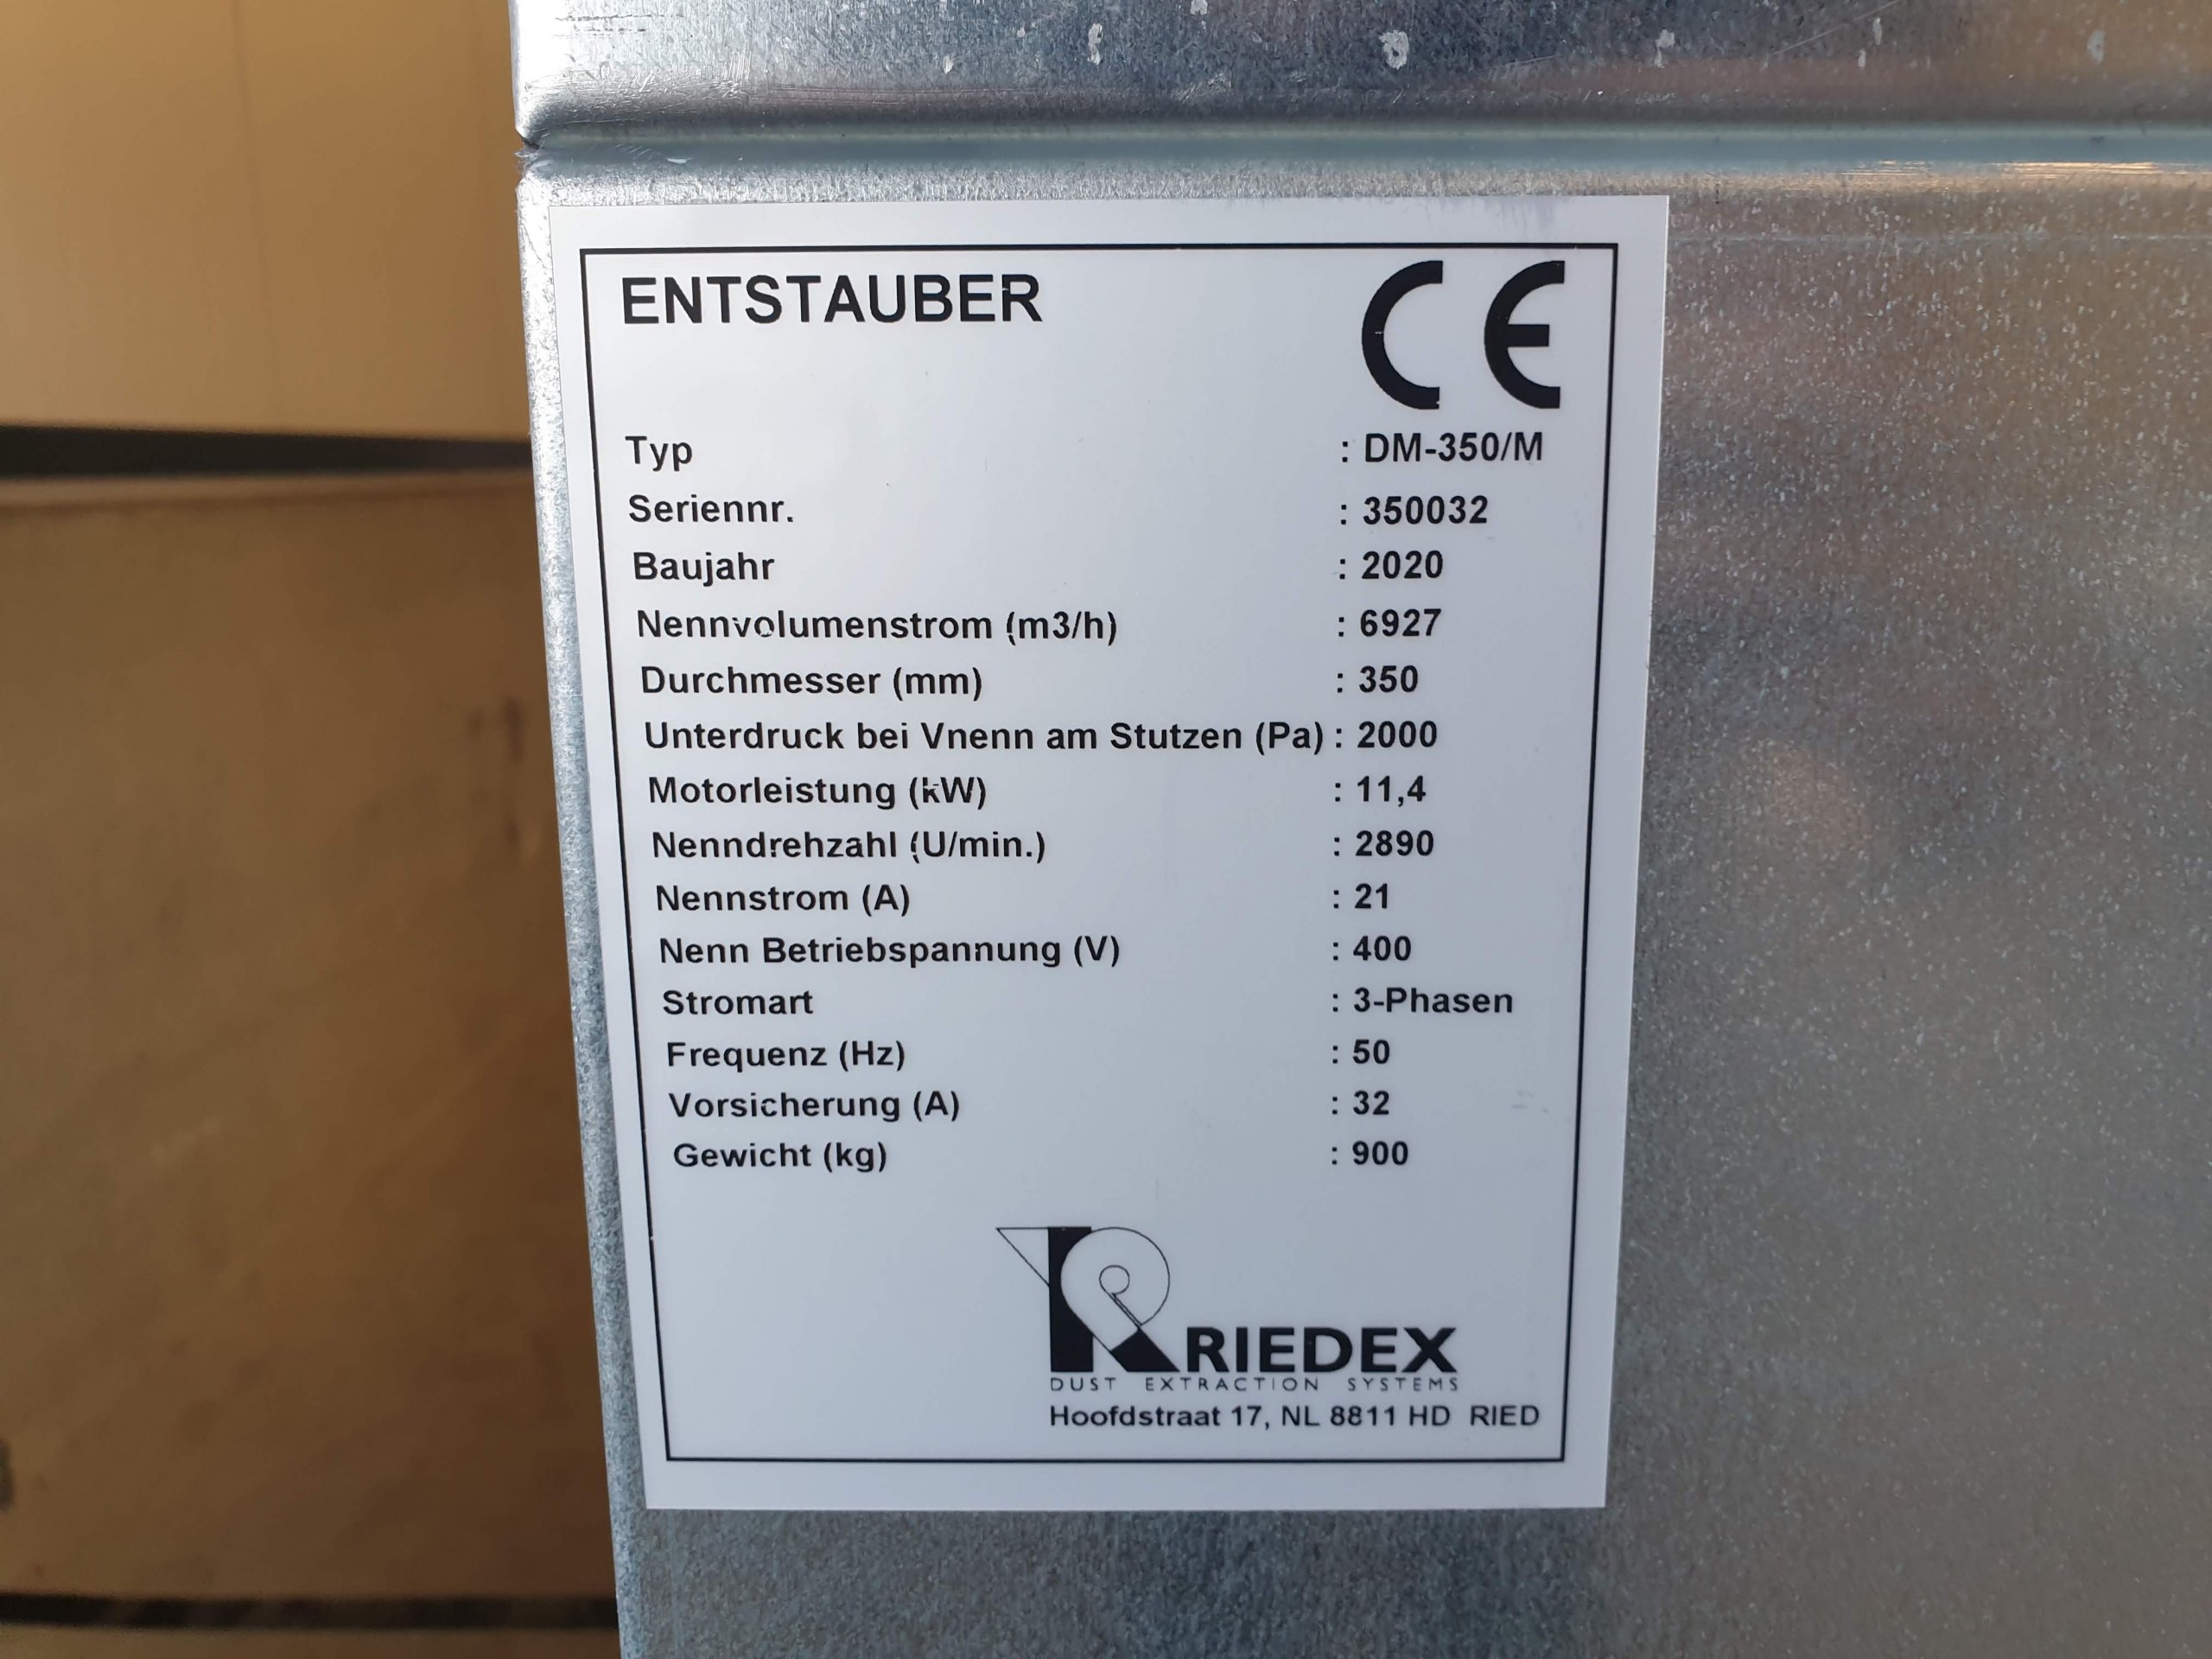 ENTSTAUBER CE
Typ : DM-350/M
Seriennr. : 350032
Baujahr : 2020
Nennvolumenstrom (m3/h) : 6927
Durchmesser (mm) : 350
Unterdruck bei Vnenn am Stutzen (Pa) : 2000
Motorleistung (kW) : 11,4
Nenndrehzahl (U/min.) : 2890
Nennstrom (A) : 21
Nenn Betriebspannung (V) : 400
Stromart : 3-Phasen
Frequenz (Hz) : 50
Vorsicherung (A) : 32
Gewicht (kg) : 900
RIEDEX
DUST EXTRACTION SYSTEMS
Hoofdstraat 17, NL 8811 HD RIED